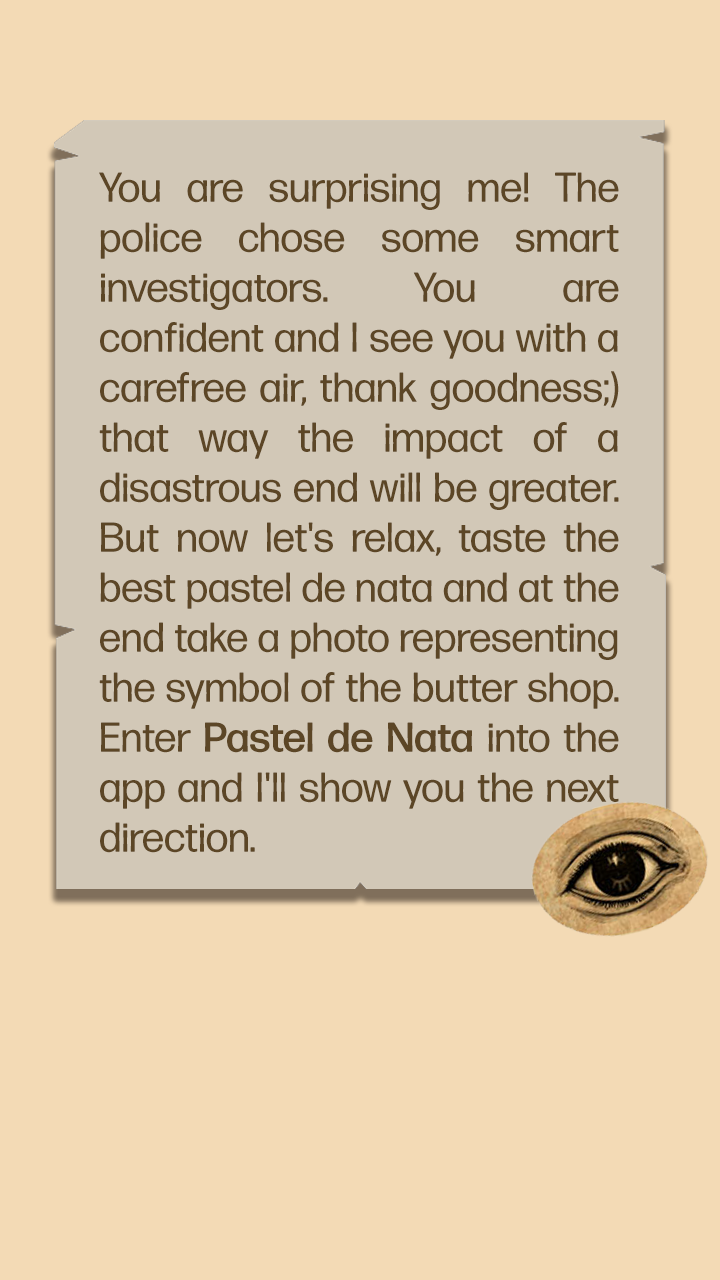 You are surprising me! The
police chose some smart
investigators. You are
confident and I see you with a
carefree air, thank goodness;)
that way the impact of a
disastrous end will be greater.
But now let's relax, taste the
best pastel de nata and at the
end take a photo representing
the symbol of the butter shop.
Enter Pastel de Nata into the
app and I'll show you the next
direction.